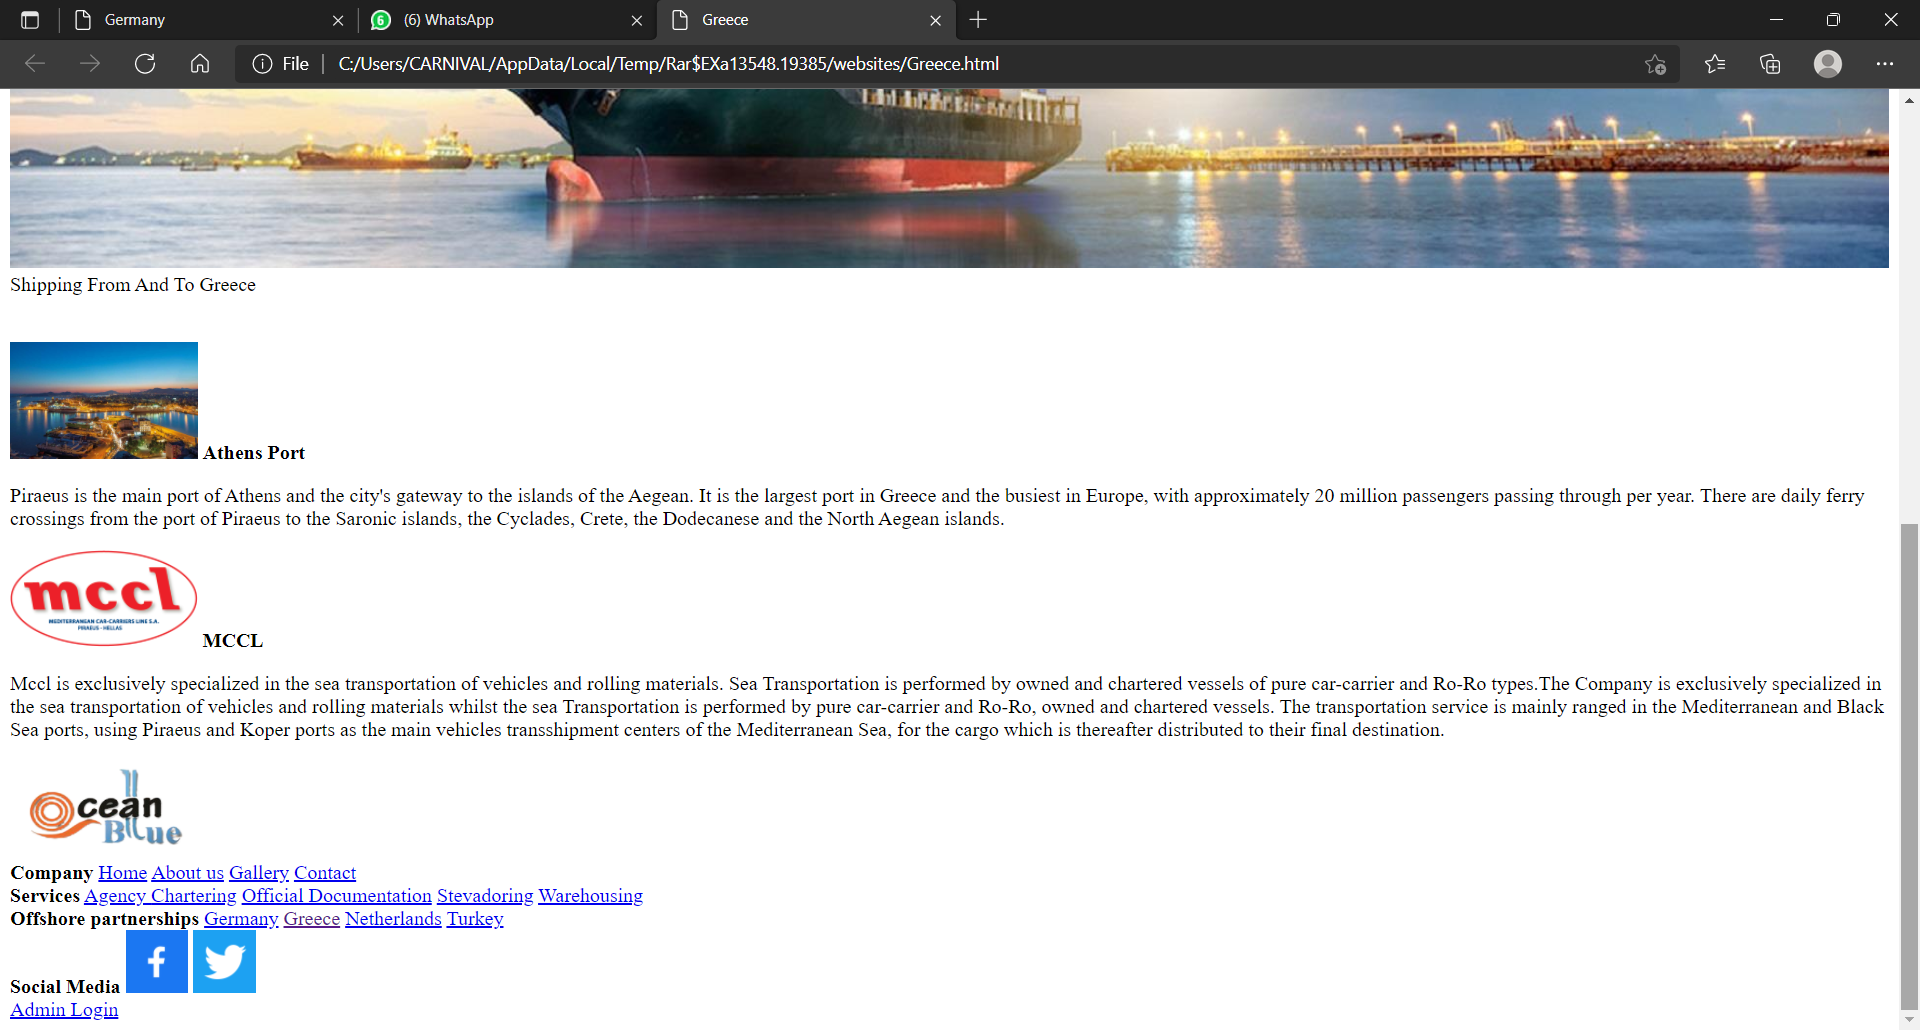 Germany
6
(6) WhatsApp
Greece
File
C:/Users/CARNIVAL/AppData/Local/Temp/Rar$EXa13548.19385/websites/Greece.html
Shipping From And To Greece
Athens Port
Piraeus is the main port of Athens and the city's gateway to the islands of the Aegean. It is the largest port in Greece and the busiest in Europe, with approximately 20 million passengers passing through per year. There are daily ferry
crossings from the port of Piraeus to the Saronic islands, the Cyclades, Crete, the Dodecanese and the North Aegean islands.
mccl
MEDITERRANEAN CAR-CARRIERS LINE S.A.
PIRAEUS - HELLAS
MCCL
Mccl is exclusively specialized in the sea transportation of vehicles and rolling materials. Sea Transportation is performed by owned and chartered vessels of pure car-carrier and Ro-Ro types.The Company is exclusively specialized in
the sea transportation of vehicles and rolling materials whilst the sea Transportation is performed by pure car-carrier and Ro-Ro, owned and chartered vessels. The transportation service is mainly ranged in the Mediterranean and Black
Sea ports, using Piraeus and Koper ports as the main vehicles transshipment centers of the Mediterranean Sea, for the cargo which is thereafter distributed to their final destination.
Ocean
Blue
Company Home About us Gallery Contact
Services Agency Chartering Official Documentation Stevadoring Warehousing
Offshore partnerships Germany Greece Netherlands Turkey
Social Media
Admin Login